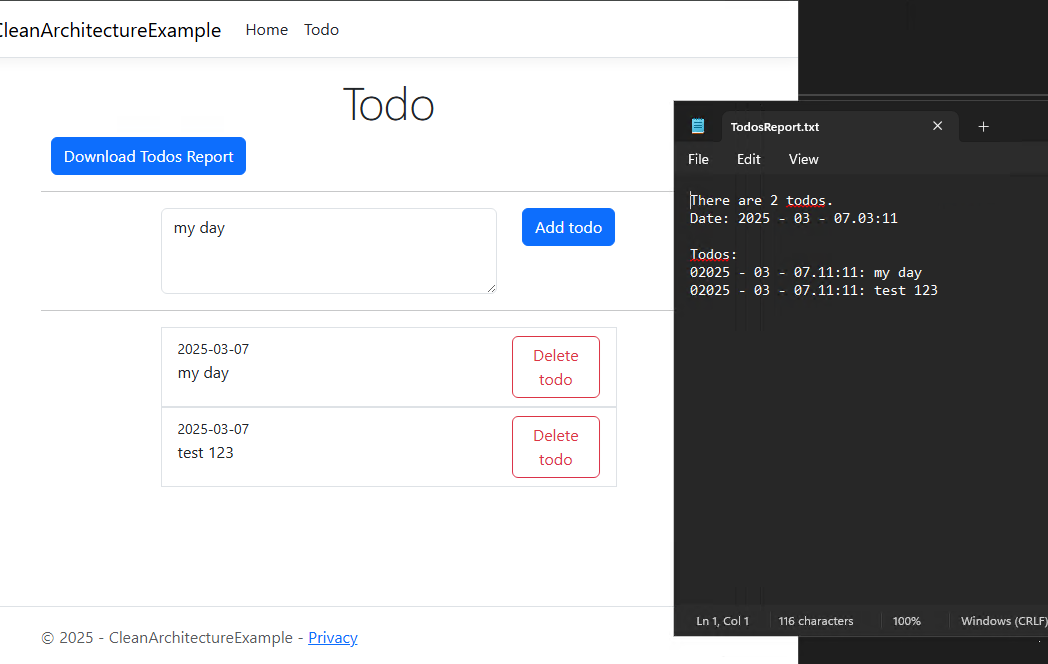 CleanArchitectureExample Home Todo
Todo
Download Todos Report
my day
Add todo
2025-03-07
my day
Delete todo
2025-03-07
test 123
Delete todo
© 2025 - CleanArchitectureExample - Privacy
TodosReport.txt
File Edit View
There are 2 todos.
Date: 2025 - 03 - 07.03:11
Todos:
02025 - 03 - 07.11:11: my day
02025 - 03 - 07.11:11: test 123
Ln 1, Col 1 116 characters 100% Windows (CRLF)